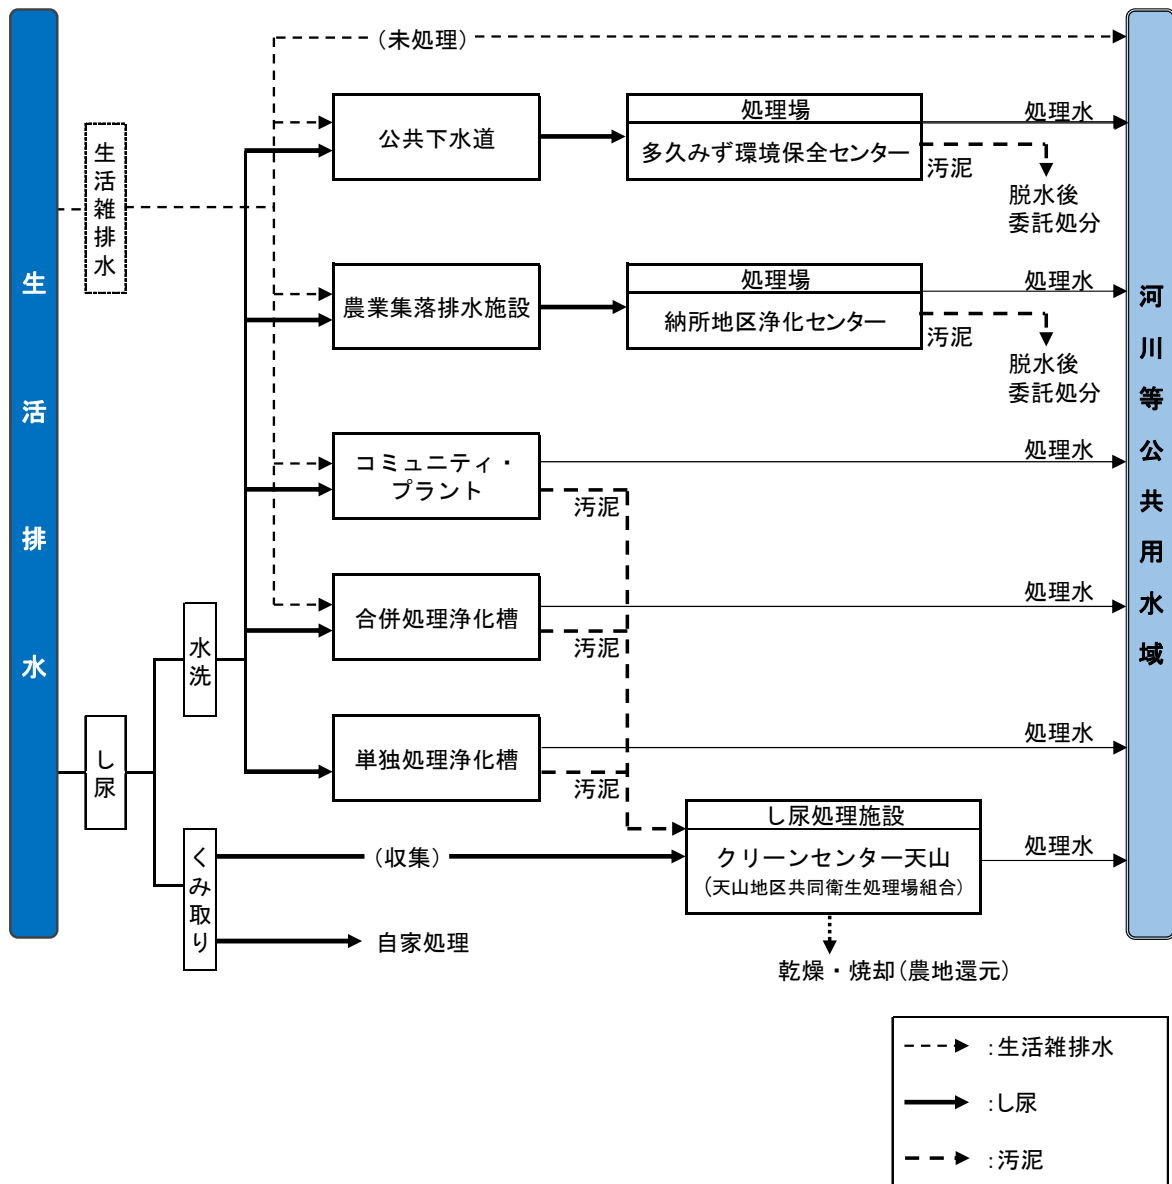 生活排水
生活雑排水
し尿
水洗
くみ取り
(未処理)
公共下水道
処理場
多久みず環境保全センター
処理水
汚泥
脱水後
委託処分
農業集落排水施設
処理場
納所地区浄化センター
処理水
汚泥
脱水後
委託処分
コミュニティ・
プラント
処理水
汚泥
合併処理浄化槽
処理水
汚泥
単独処理浄化槽
処理水
汚泥
し尿処理施設
クリーンセンター天山
(天山地区共同衛生処理場組合)
処理水
(収集)
自家処理
乾燥・焼却(農地還元)
河川等公共用水域
:生活雑排水
:し尿
:汚泥